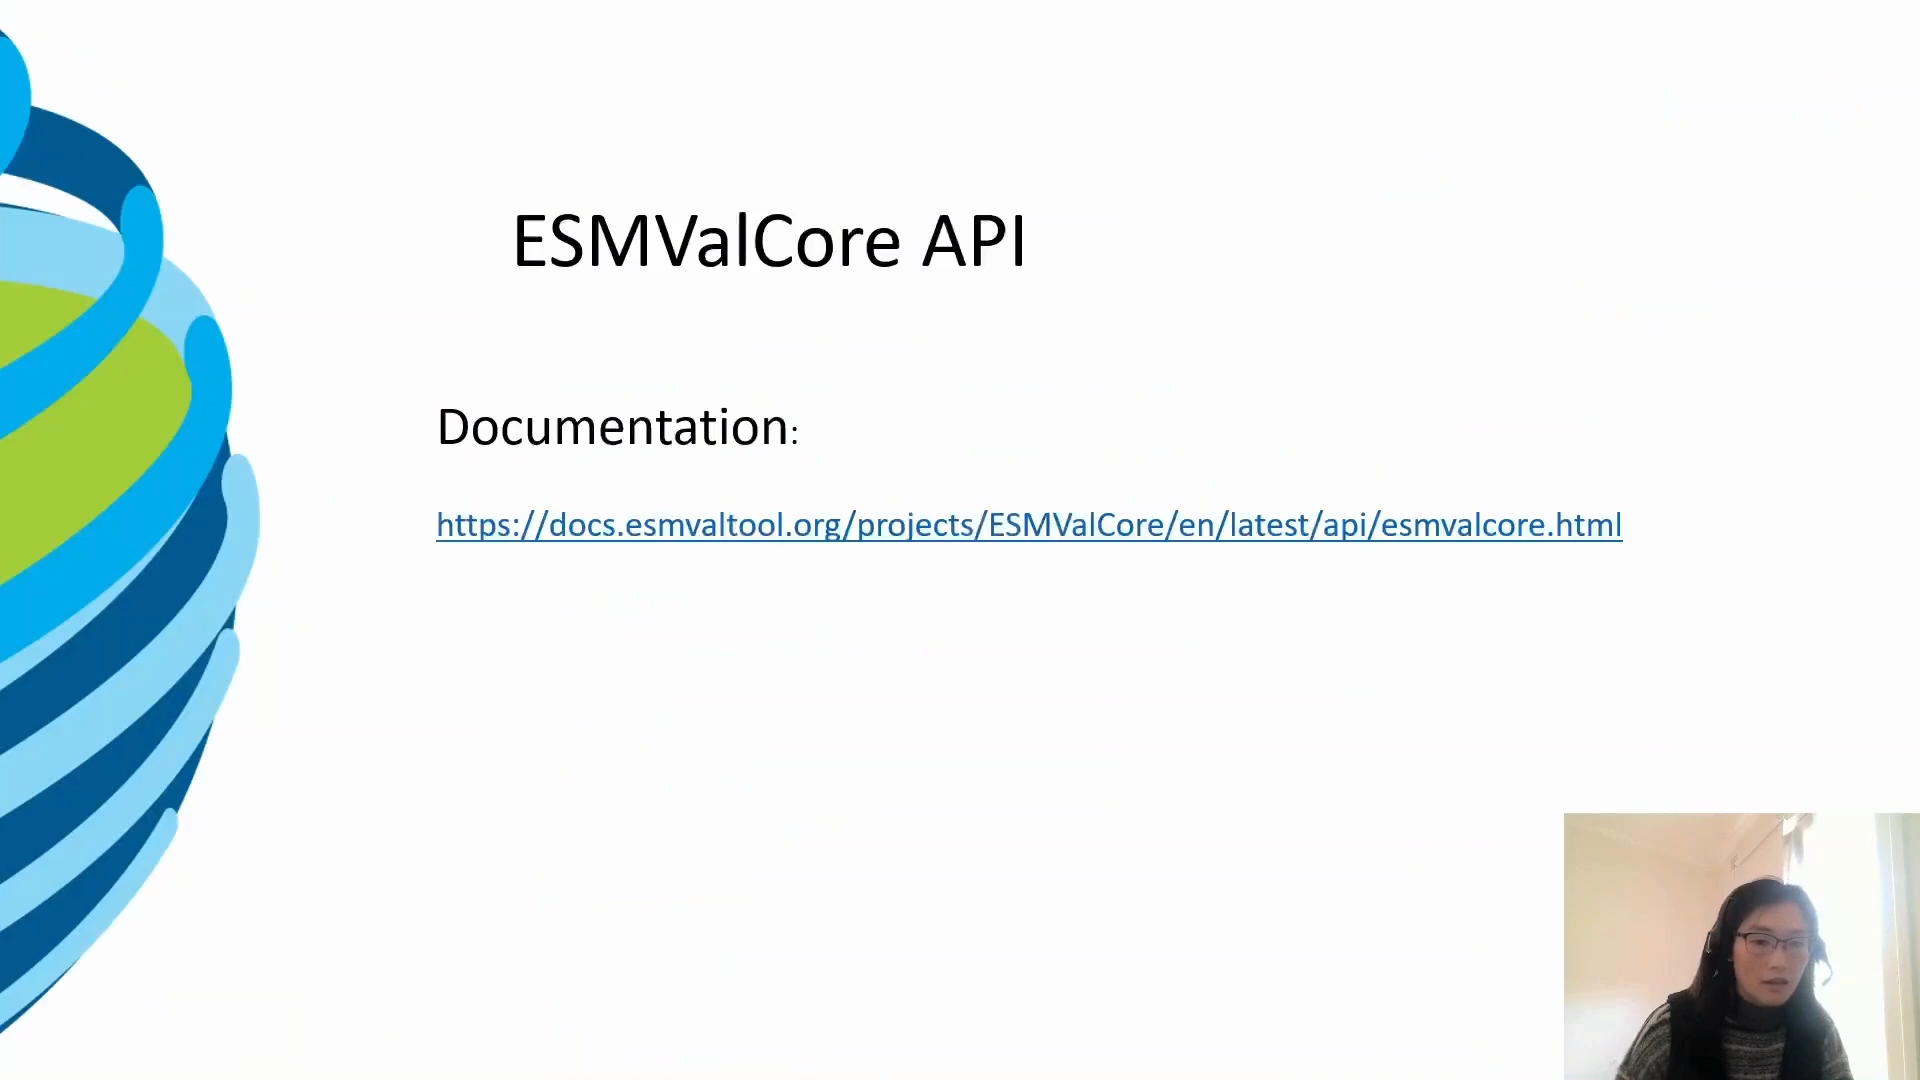 ESMValCore API
Documentation:
https://docs.esmvaltool.org/projects/ESMValCore/en/latest/api/esmvalcore.html